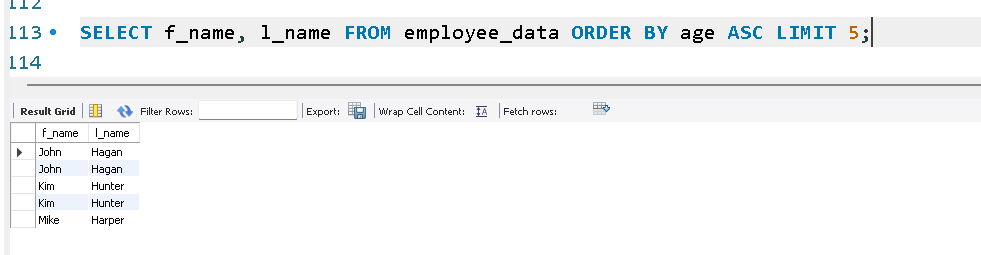 112
113 SELECT f_name, l_name FROM employee_data ORDER BY age ASC LIMIT 5;
114
Result Grid Filter Rows: Export: Wrap Cell Content: IA Fetch rows:
f_name l_name
John Hagan
John Hagan
Kim Hunter
Kim Hunter
Mike Harper